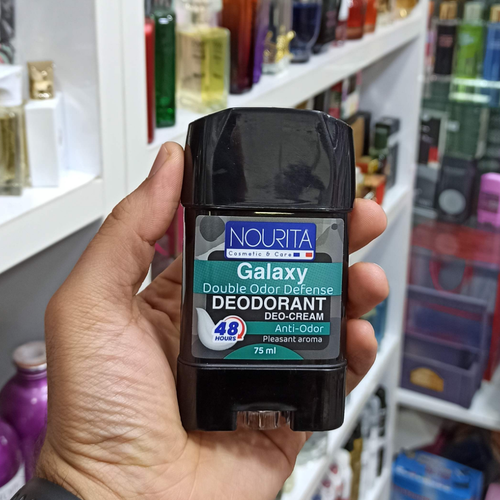 NOURITA
Cosmetic & Care
Galaxy
Double Odor Defense
DEODORANT
DEO-CREAM
48
HOURS
Anti-Odor
Pleasant aroma
75 ml